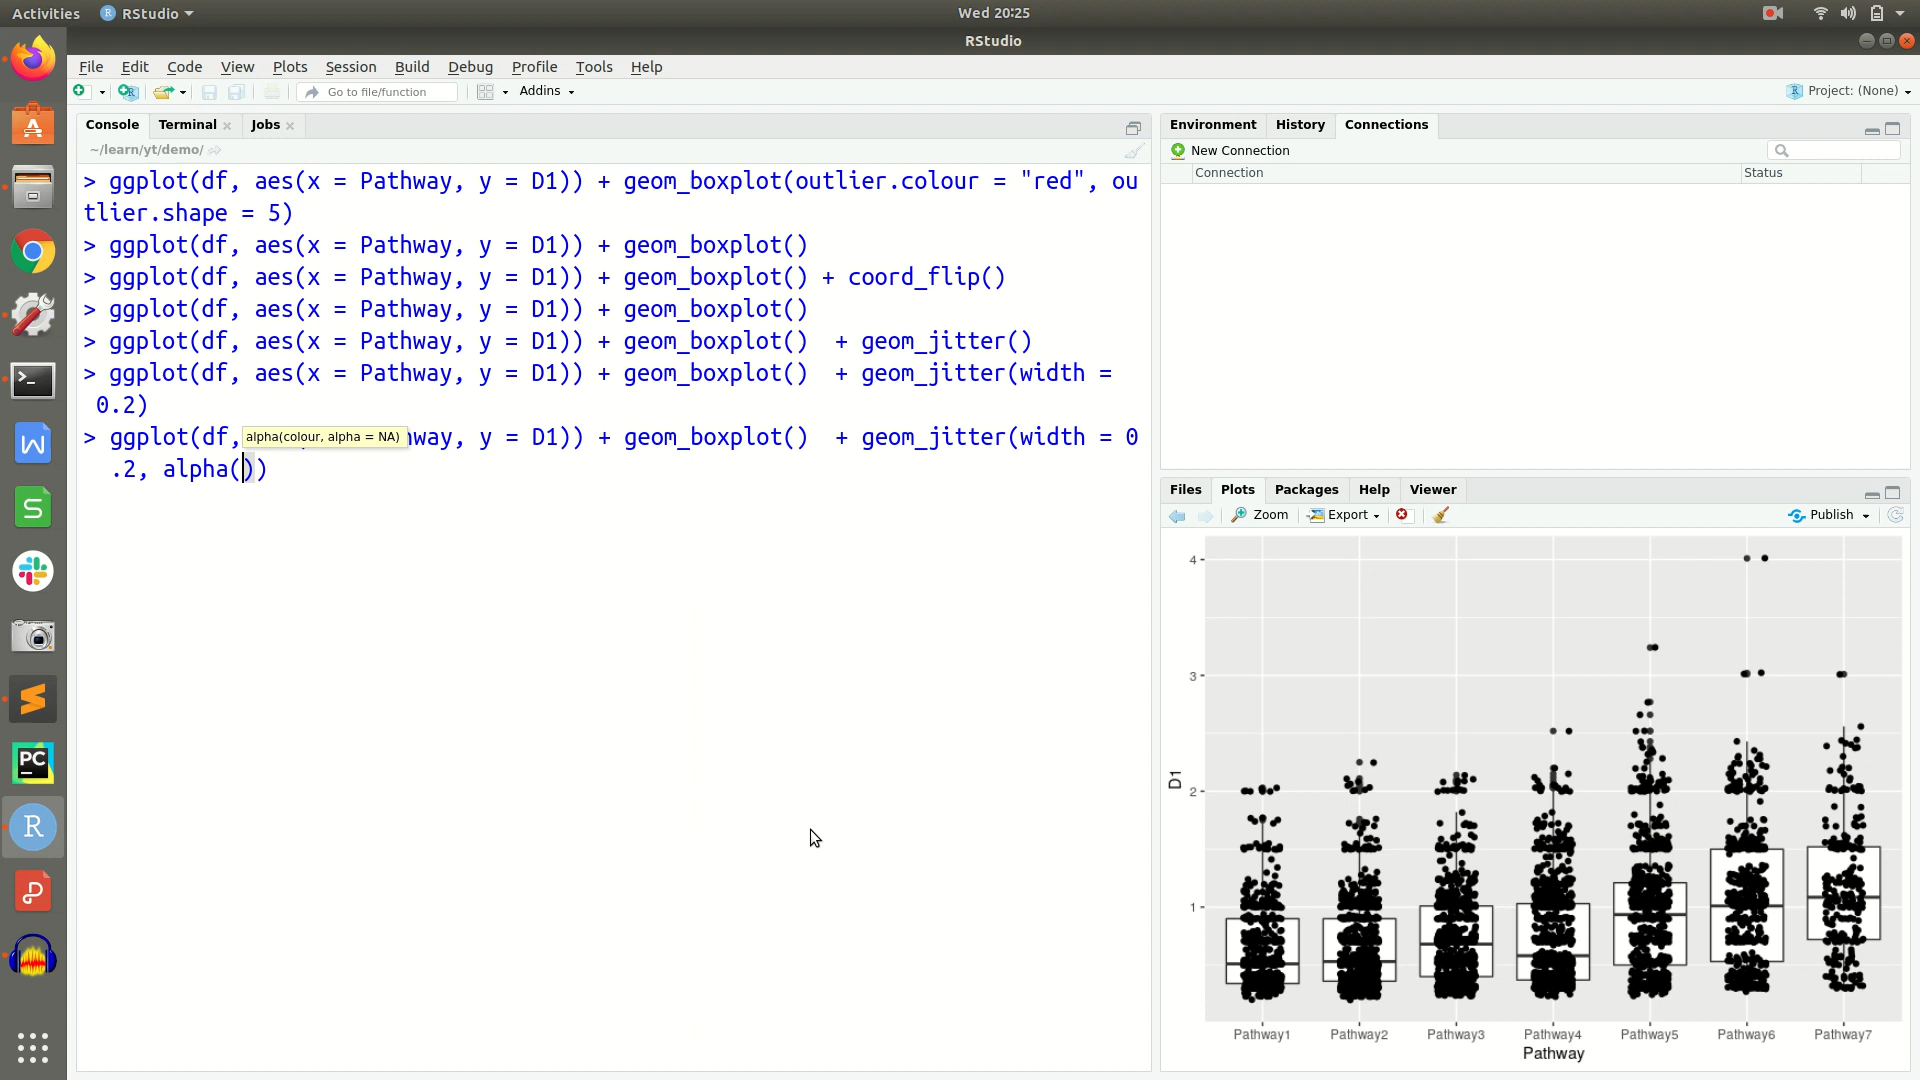 Activities RStudio Wed 20:25
RStudio
File Edit Code View Plots Session Build Debug Profile Tools Help
Go to file/function Addins Project: (None)
Console Terminal Jobs
~/learn/yt/demo/
> ggplot(df, aes(x = Pathway, y = D1)) + geom_boxplot(outlier.colour = "red", ou
tlier.shape = 5)
> ggplot(df, aes(x = Pathway, y = D1)) + geom_boxplot()
> ggplot(df, aes(x = Pathway, y = D1)) + geom_boxplot() + coord_flip()
> ggplot(df, aes(x = Pathway, y = D1)) + geom_boxplot()
> ggplot(df, aes(x = Pathway, y = D1)) + geom_boxplot()  + geom_jitter()
> ggplot(df, aes(x = Pathway, y = D1)) + geom_boxplot()  + geom_jitter(width =
0.2)
> ggplot(df, alpha(colour, alpha = NA) way, y = D1)) + geom_boxplot()  + geom_jitter(width = 0
.2, alpha())
Environment History Connections
New Connection
Connection Status
Files Plots Packages Help Viewer
Zoom Export Publish
4
3
2
1
D1
Pathway1 Pathway2 Pathway3 Pathway4 Pathway5 Pathway6 Pathway7
Pathway
W
S
PC
R